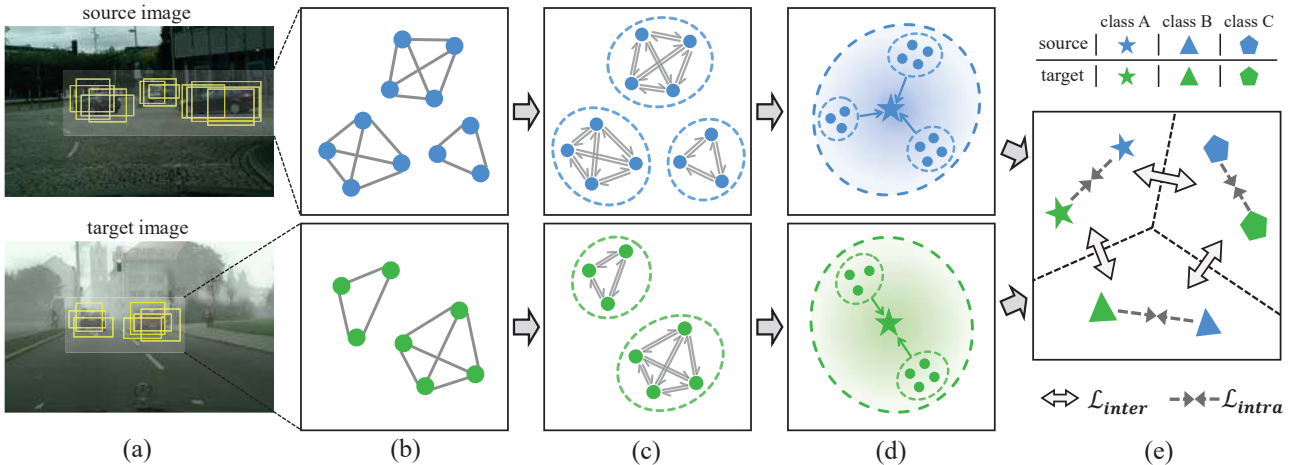 source image
class A class B class C
source
target
target image
ℒinter
ℒintra
(a) (b) (c) (d) (e)